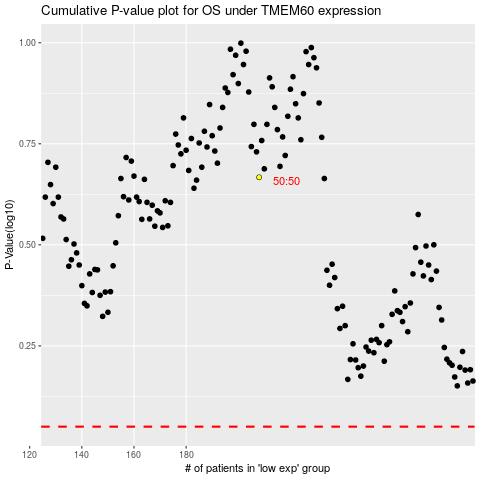 Cumulative P-value plot for OS under TMEM60 expression
P-Value(log10)
1.00
0.75
0.50
0.25
50:50
120 140 160 180
# of patients in 'low exp' group